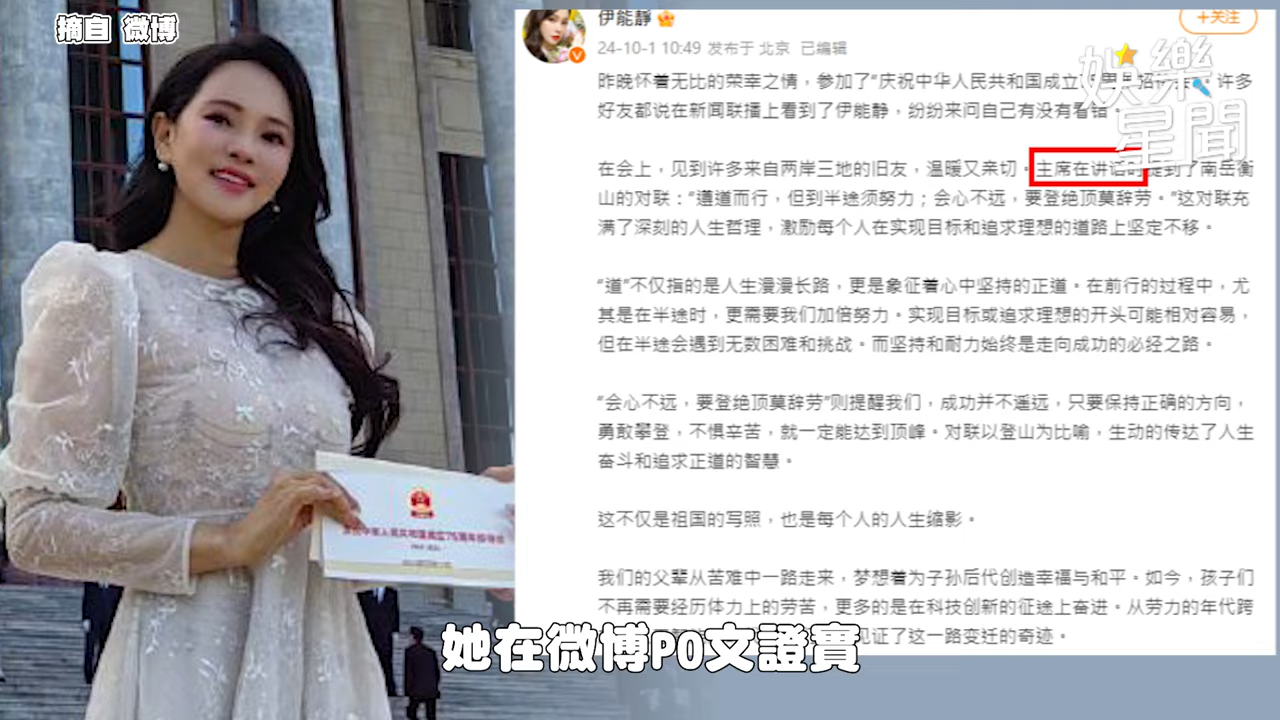 摘自 微博
伊能靜
+关注
24-10-1 10:49 发布于 北京 已编辑
娛樂
星聞
昨晚怀着无比的荣幸之情，参加了“庆祝中华人民共和国成立 许多
好友都说在新闻联播上看到了伊能静，纷纷来问自己有没有看错。
在会上，见到许多来自两岸三地的旧友，温暖又亲切。主席在讲话时提到了南岳衡
山的对联：“遵道而行，但到半途须努力；会心不远，要登绝顶莫辞劳。”这对联充
满了深刻的人生哲理，激励每个人在实现目标和追求理想的道路上坚定不移。
“道”不仅指的是人生漫漫长路，更是象征着心中坚持的正道。在前行的过程中，尤
其是在半途时，更需要我们加倍努力。实现目标或追求理想的开头可能相对容易，
但在半途会遇到无数困难和挑战。而坚持和耐力始终是走向成功的必经之路。
“会心不远，要登绝顶莫辞劳”则提醒我们，成功并不遥远，只要保持正确的方向，
勇敢攀登，不惧辛苦，就一定能达到顶峰。对联以登山为比喻，生动的传达了人生
奋斗和追求正道的智慧。
这不仅是祖国的写照，也是每个人的人生缩影。
我们的父辈从苦难中一路走来，梦想着为子孙后代创造幸福与和平。如今，孩子们
不再需要经历体力上的劳苦，更多的是在科技创新的征途上奋进。从劳力的年代跨
见证了这一路变迁的奇迹。
中华人民共和国成立75周年招待会
她在微博PO文證實